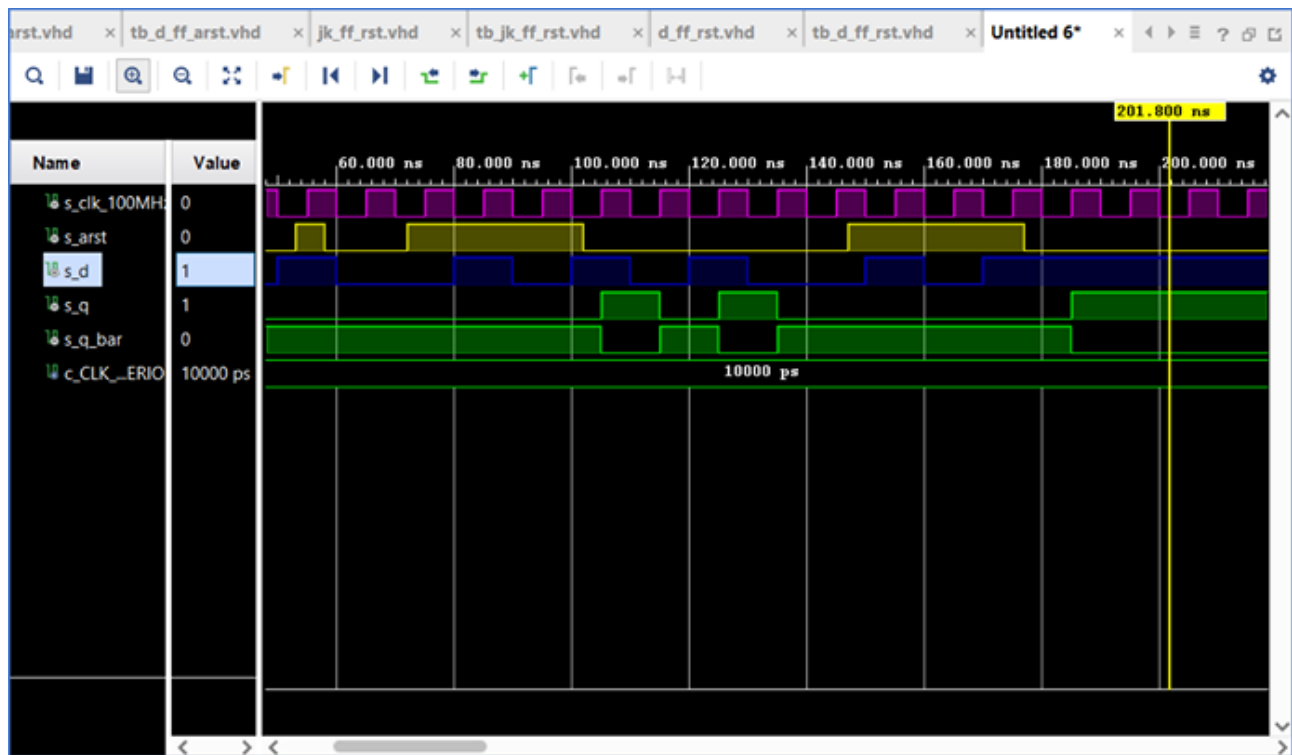 arst.vhd × tb_d_ff_arst.vhd × jk_ff_rst.vhd × tb_jk_ff_rst.vhd × d_ff_rst.vhd × tb_d_ff_rst.vhd × Untitled 6* × ?
201.800 ns
Name Value 60.000 ns 80.000 ns 100.000 ns 120.000 ns 140.000 ns 160.000 ns 180.000 ns 200.000 ns
s_clk_100MHz 0
s_arst 0
s_d 1
s_q 1
s_q_bar 0
c_CLK_...ERIO 10000 ps 10000 ps